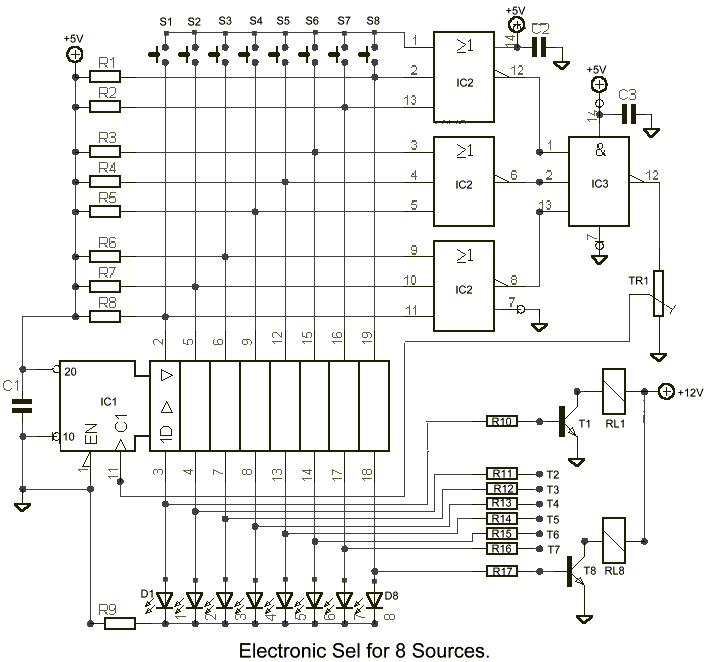 S1 S2 S3 S4 S5 S6 S7 S8
+5V
+5V
C2
14
1
≥1
R1
2
IC2
12
R2
13
+5V
C3
14
R3
3
≥1
1
&
R4
4
IC2
6
2
IC3
12
R5
5
13
R6
9
≥1
7
R7
10
IC2
8
TR1
R8
11
7
2 5 6 9 12 15 16 19
C1
20
IC1
10
EN
C1
1D
1
11
+12V
RL1
R10
T1
3 4 7 8 13 14 17 18
R11
T2
R12
T3
R13
T4
R14
T5
R15
T6
R16
T7
R17
T8
RL8
D1
D8
1 2 3 4 5 6 7 8
R9
Electronic Sel for 8 Sources.